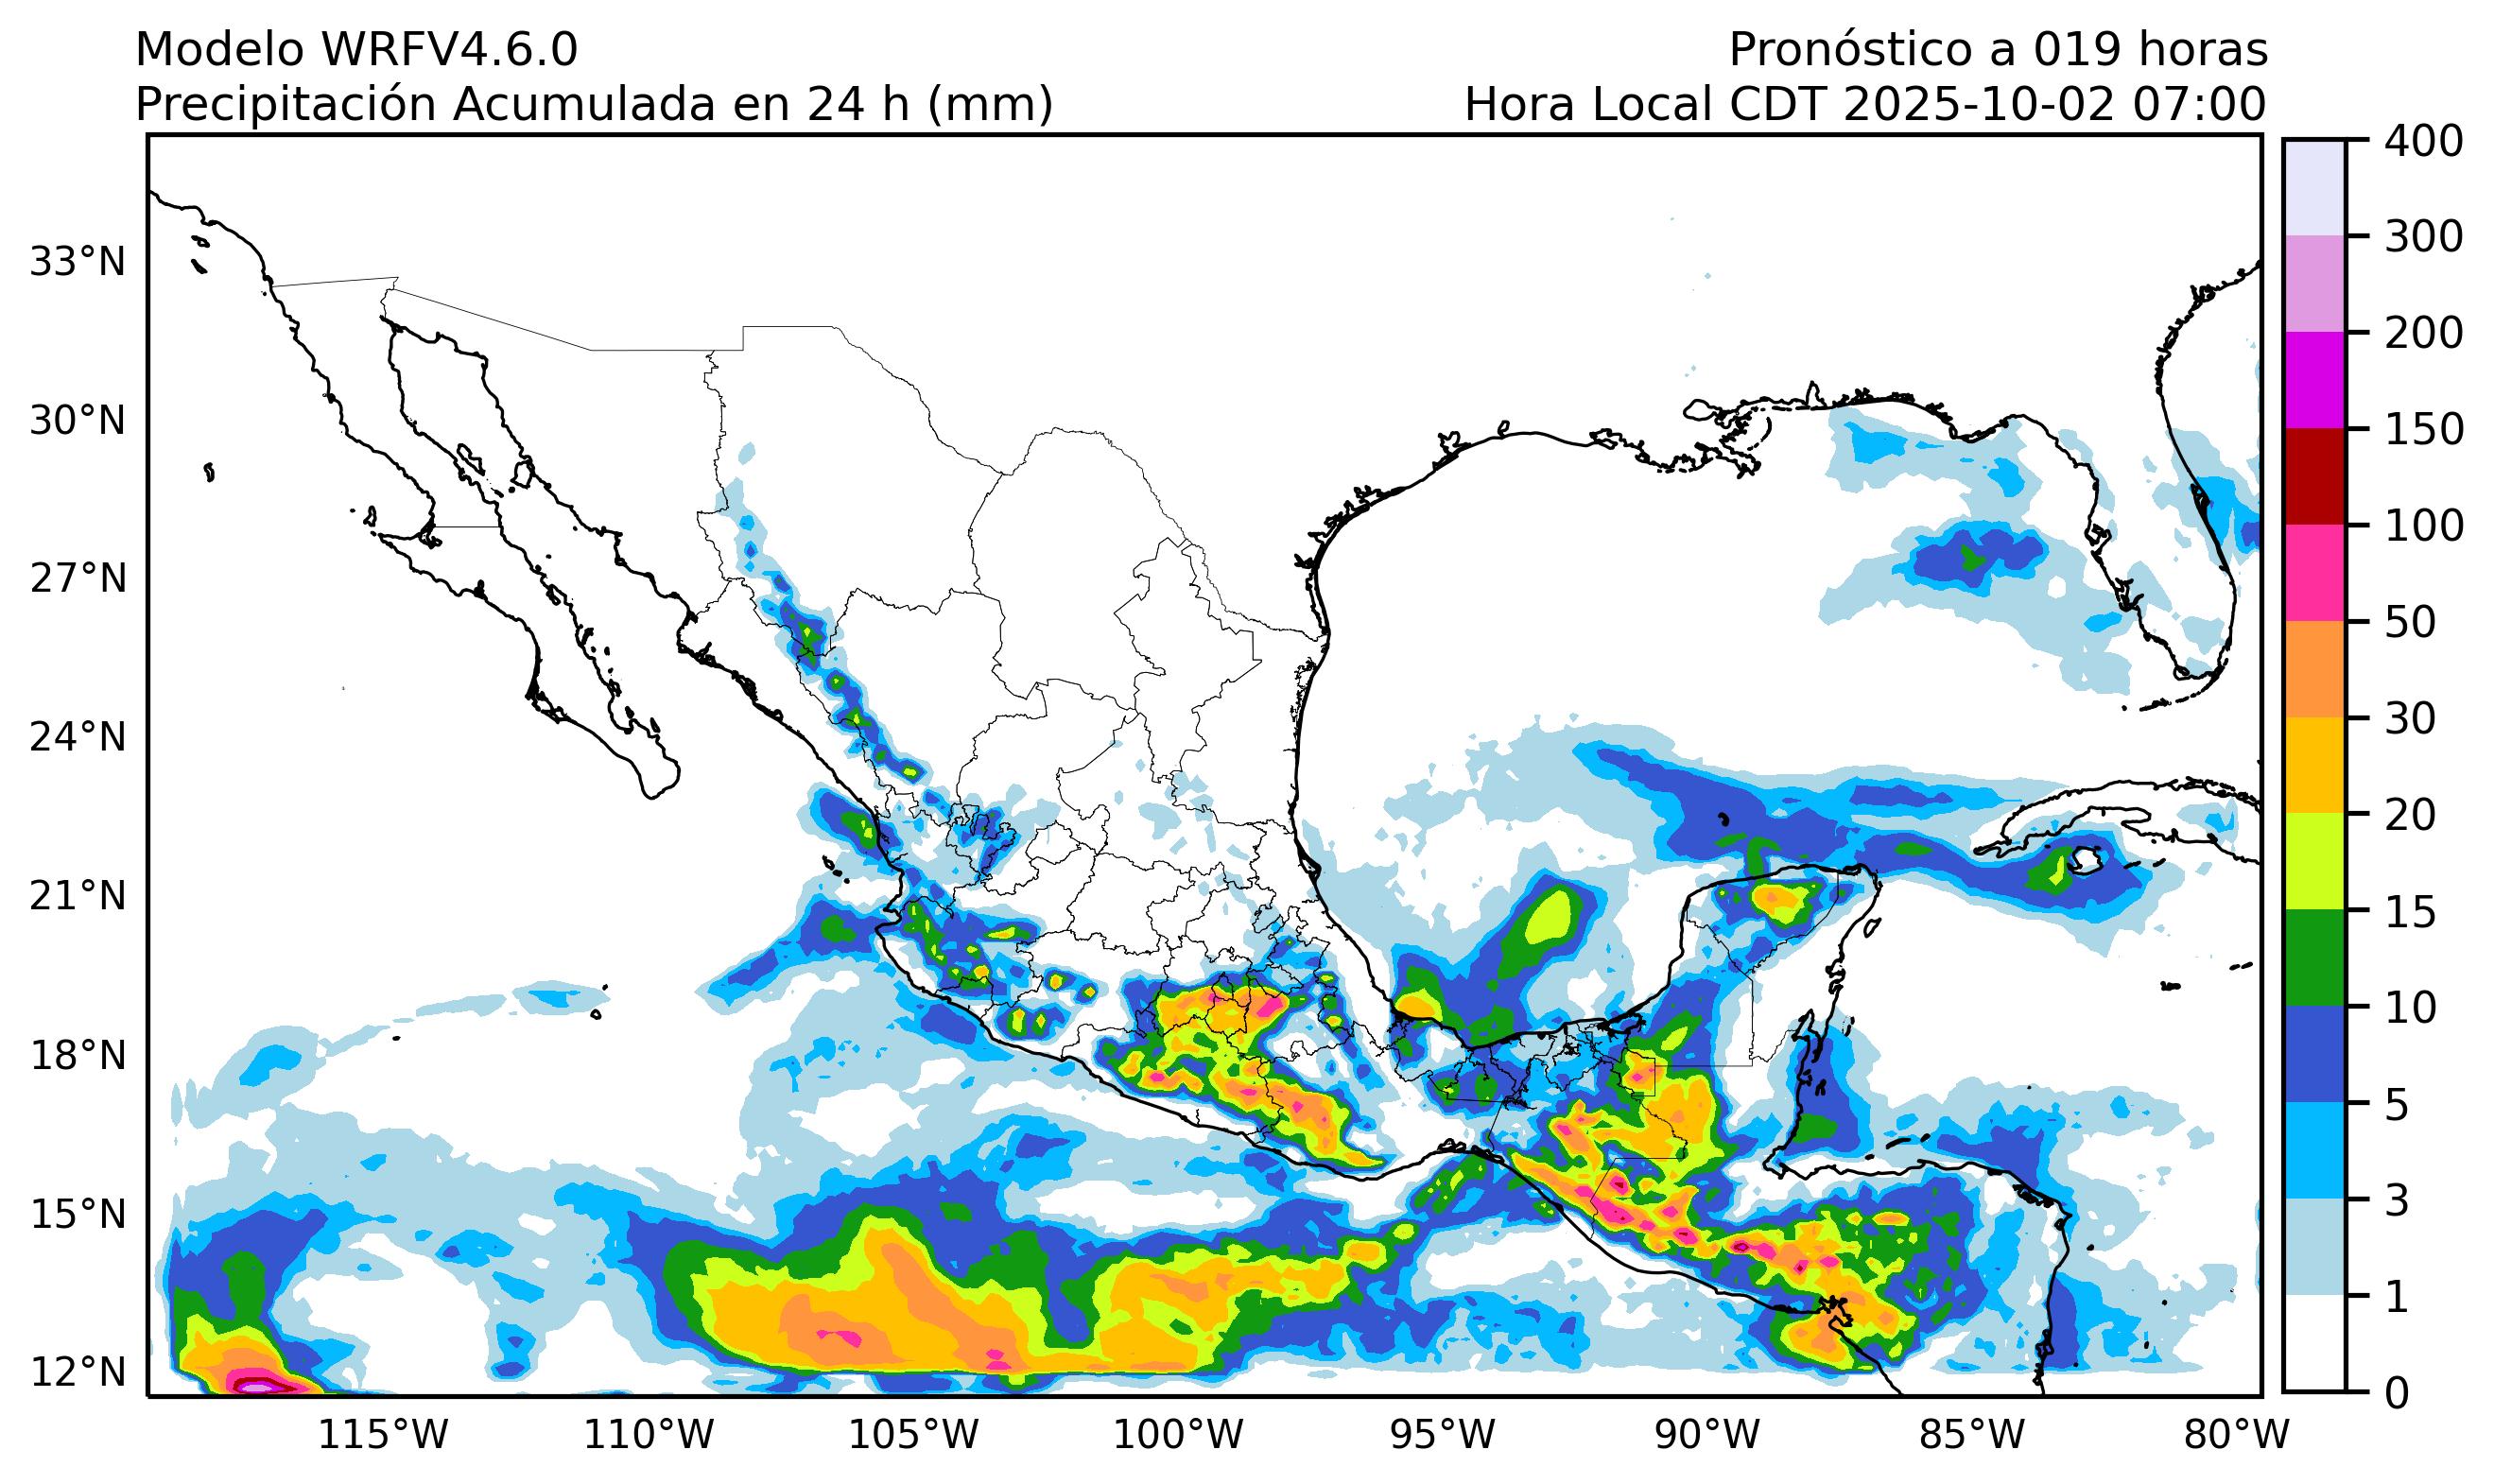 Modelo WRFV4.6.0
Pronóstico a 019 horas
Precipitación Acumulada en 24 h (mm)
Hora Local CDT 2025-10-02 07:00
400
300
200
150
100
50
30
20
15
10
5
3
1
0
33°N
30°N
27°N
24°N
21°N
18°N
15°N
12°N
115°W
110°W
105°W
100°W
95°W
90°W
85°W
80°W